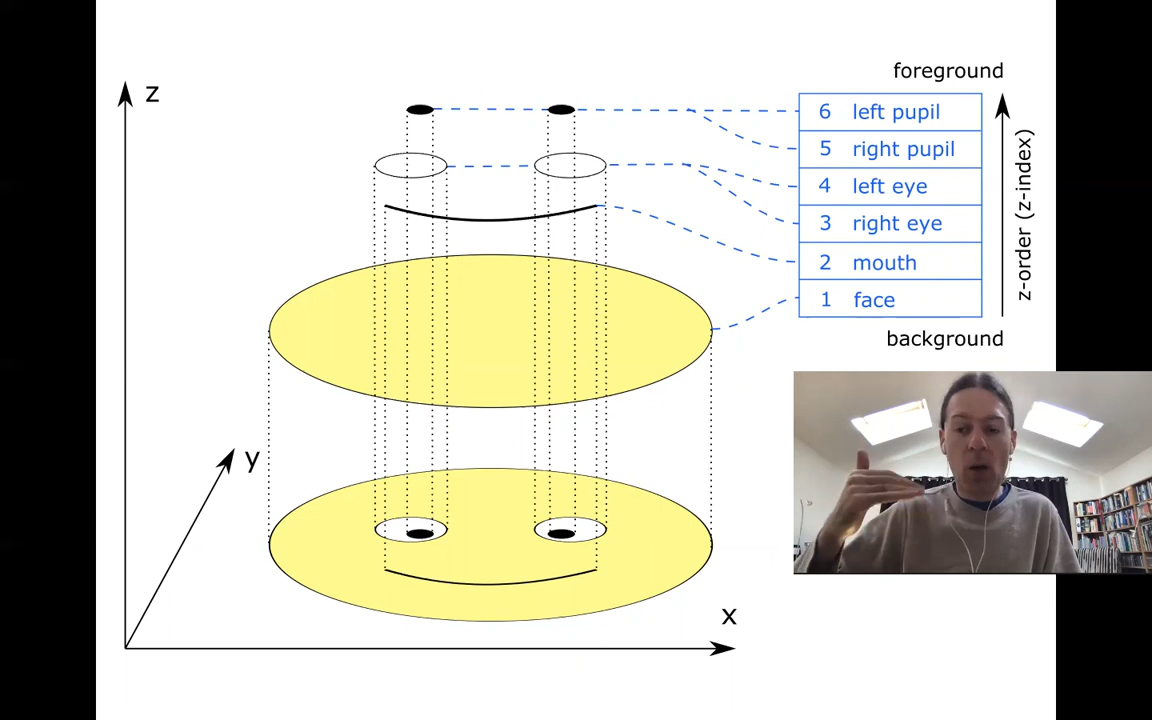 foreground
z
6 left pupil
5 right pupil
4 left eye
3 right eye
2 mouth
1 face
z-order (z-index)
background
y
x